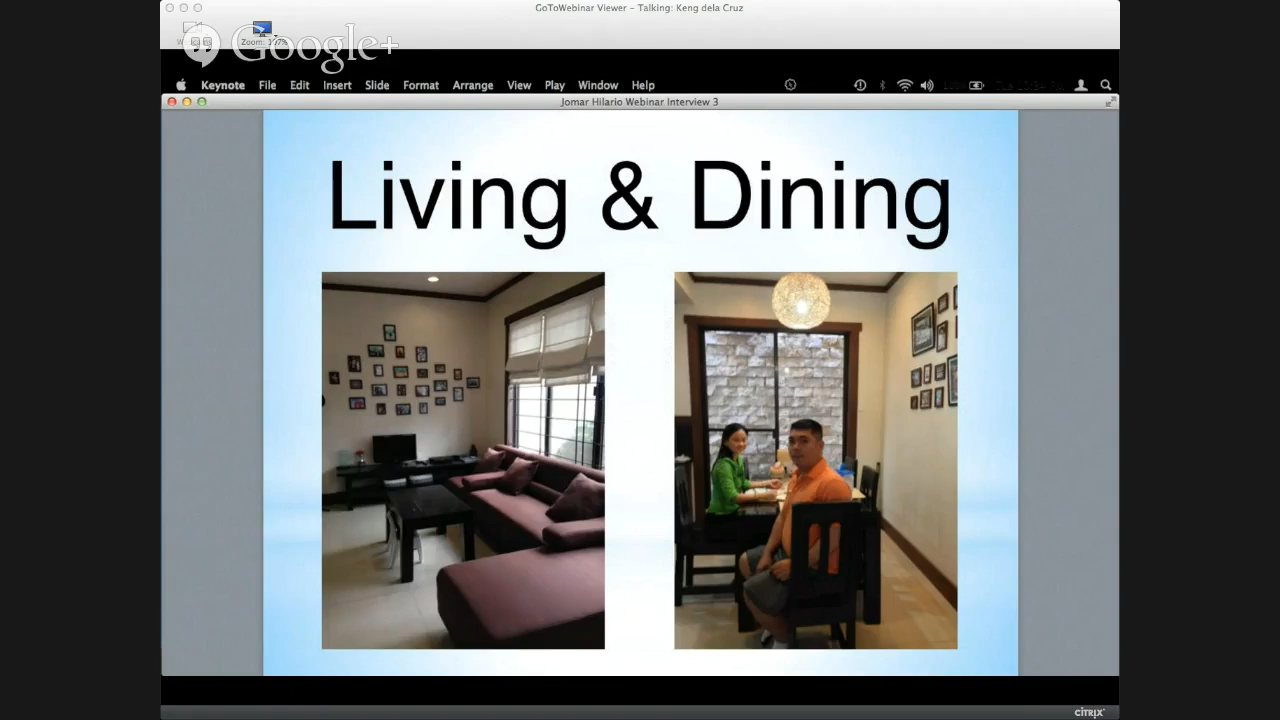 GoToWebinar Viewer – Talking: Keng dela Cruz
Google+
Keynote File Edit Insert Slide Format Arrange View Play Window Help
Jomar Hilario Webinar Interview 3
Living & Dining
CITRIX